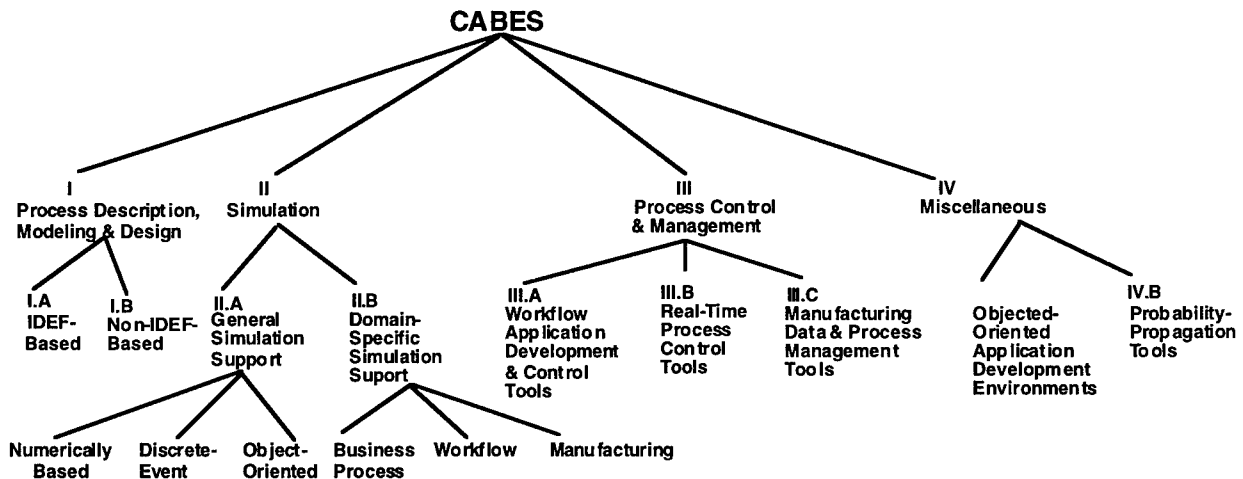 CABES
I
Process Description,
Modeling & Design
II
Simulation
III
Process Control
& Management
IV
Miscellaneous
I.A
IDEF-
Based
I.B
Non-IDEF-
Based
II.A
General
Simulation
Support
II.B
Domain-
Specific
Simulation
Suport
III.A
Workflow
Application
Development
& Control
Tools
III.B
Real-Time
Process
Control
Tools
III.C
Manufacturing
Data & Process
Management
Tools
Objected-
Oriented
Application
Development
Environments
IV.B
Probability-
Propagation
Tools
Numerically
Based
Discrete-
Event
Object-
Oriented
Business
Process
Workflow
Manufacturing